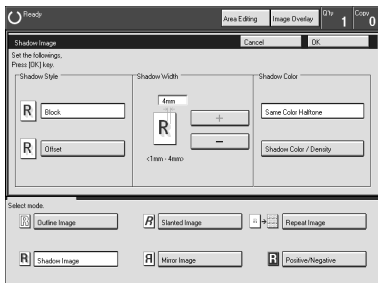 Ready
Area Editing
Image Overlay
Q'ty
1
Copy
0
Shadow Image
Cancel
OK
Set the followings,
Press [OK] key.
Shadow Style
Shadow Width
Shadow Color
R
Block
4mm
R
+
Same Color Halftone
R
Offset
−
Shadow Color / Density
<1mm - 4mm>
Select mode.
R
Outline Image
R
Slanted Image
Repeat Image
R
Shadow Image
R
Mirror Image
R
Positive/Negative